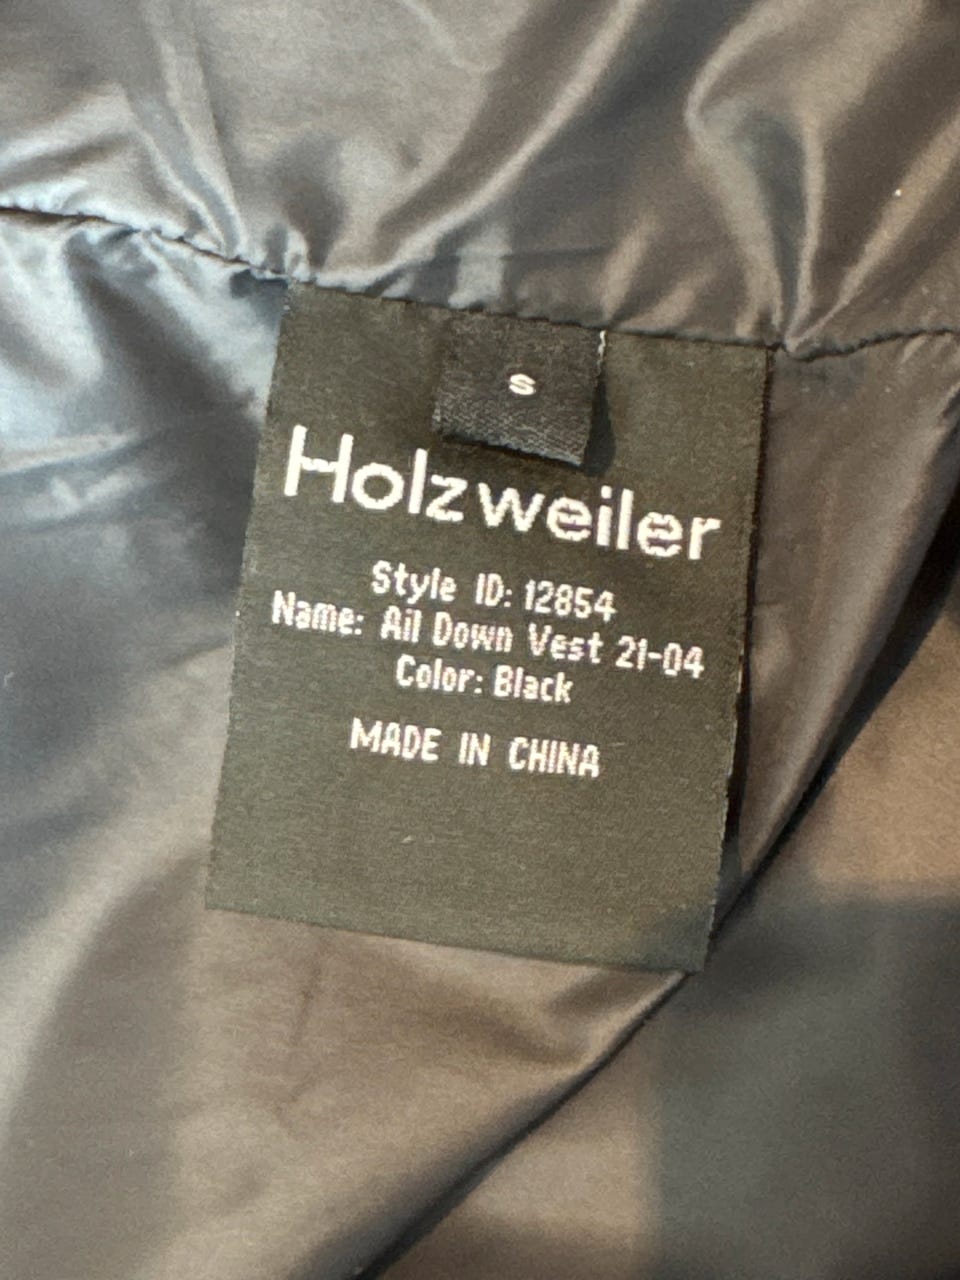 S
Holzweiler
Style ID: 12854
Name: Ail Down Vest 21-04
Color: Black
MADE IN CHINA